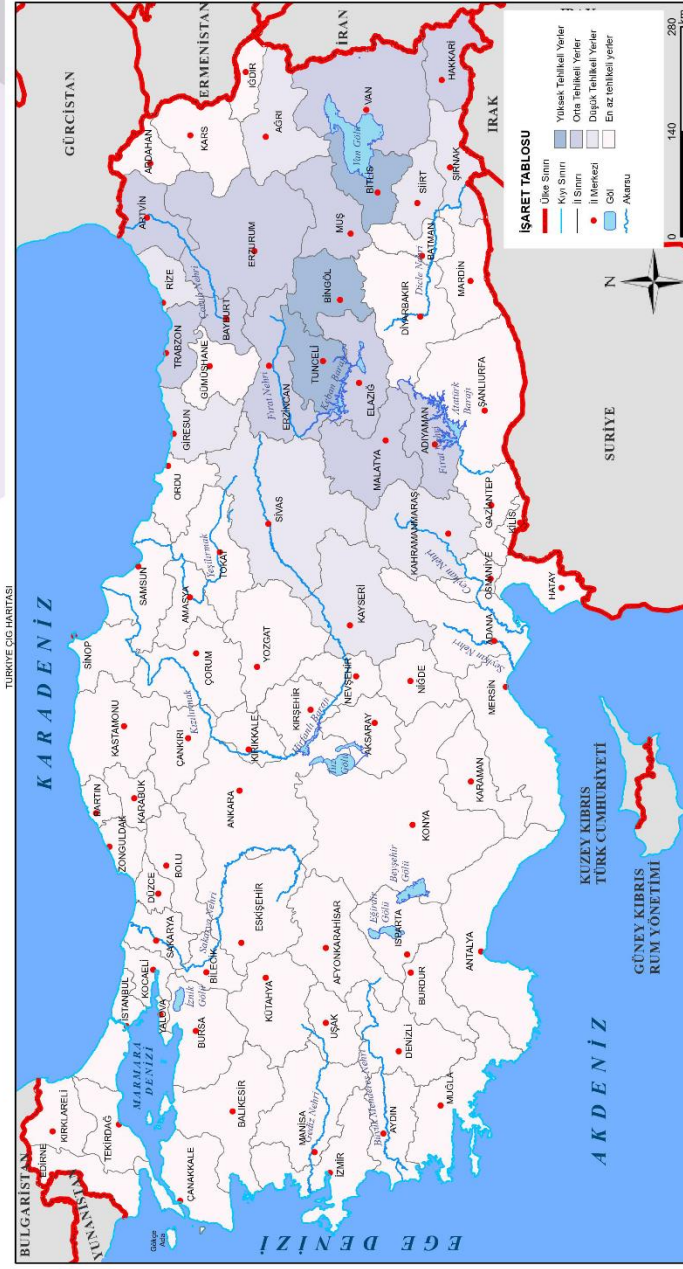 TÜRKİYE ÇIĞ HARİTASI
BULGARİSTAN
YUNANİSTAN
GÜRCİSTAN
ERMENİSTAN
İRAN
IRAK
SURİYE
KARADENİZ
MARMARA
DENİZİ
EGE DENİZİ
AKDENİZ
KUZEY KIBRIS
TÜRK CUMHURİYETİ
GÜNEY KIBRIS
RUM YÖNETİMİ
Gökçe
Ada
EDİRNE
KIRKLARELİ
TEKİRDAĞ
İSTANBUL
KOCAELİ
YALOVA
SAKARYA
DÜZCE
BOLU
ZONGULDAK
BARTIN
KARABÜK
KASTAMONU
SİNOP
SAMSUN
ORDU
GİRESUN
TRABZON
RİZE
ARTVİN
ARDAHAN
KARS
IĞDIR
ÇANAKKALE
BALIKESİR
BURSA
BİLECİK
ESKİŞEHİR
ANKARA
ÇANKIRI
ÇORUM
AMASYA
TOKAT
GÜMÜŞHANE
BAYBURT
ERZURUM
AĞRI
KÜTAHYA
KIRIKKALE
YOZGAT
SİVAS
ERZİNCAN
TUNCELİ
BİNGÖL
MUŞ
BİTLİS
VAN
HAKKARİ
MANİSA
İZMİR
UŞAK
AFYONKARAHİSAR
KIRŞEHİR
NEVŞEHİR
KAYSERİ
MALATYA
ELAZIĞ
DİYARBAKIR
BATMAN
SİİRT
ŞIRNAK
AYDIN
DENİZLİ
ISPARTA
BURDUR
KONYA
AKSARAY
NİĞDE
KAHRAMANMARAŞ
ADIYAMAN
ŞANLIURFA
MARDİN
MUĞLA
ANTALYA
KARAMAN
MERSİN
ADANA
OSMANİYE
GAZİANTEP
KİLİS
HATAY
İznik
Gölü
Sakarya Nehri
Gediz Nehri
Büyük Menderes Nehri
Eğirdir
Gölü
Beyşehir
Gölü
Tuz
Gölü
Hirfanlı Barajı
Kızılırmak
Yeşilırmak
Çoruh Nehri
Fırat Nehri
Keban Barajı
Van Gölü
Dicle Nehri
Atatürk
Barajı
Fırat Nehri
Ceyhan Nehri
Seyhan Nehri
N
İŞARET TABLOSU
Ülke Sınırı
Kıyı Sınırı
İl Sınırı
İl Merkezi
Göl
Akarsu
Yüksek Tehlikeli Yerler
Orta Tehlikeli Yerler
Düşük Tehlikeli Yerler
En az tehlikeli yerler
0 140 280
km